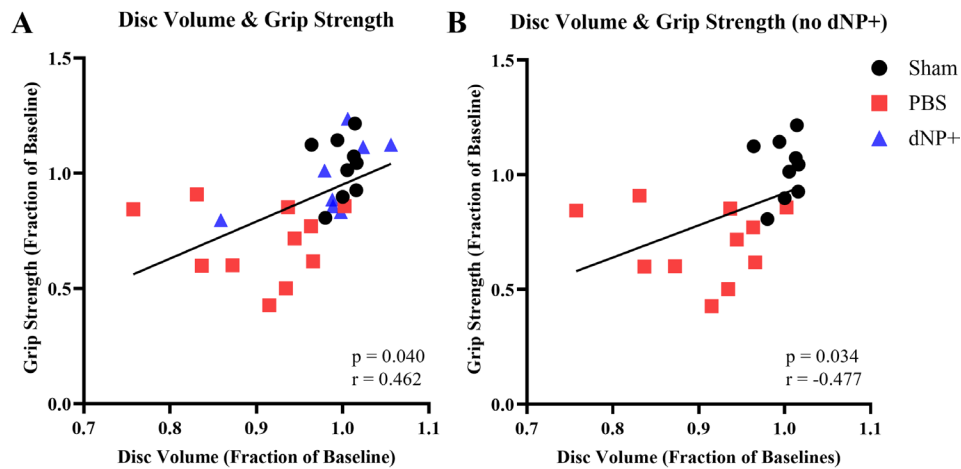 A
Disc Volume & Grip Strength
Grip Strength (Fraction of Baseline)
1.5
1.0
0.5
0.0
0.7
0.8
0.9
1.0
1.1
Disc Volume (Fraction of Baseline)
p = 0.040
r = 0.462
B
Disc Volume & Grip Strength (no dNP+)
Grip Strength (Fraction of Baseline)
1.5
1.0
0.5
0.0
0.7
0.8
0.9
1.0
1.1
Disc Volume (Fraction of Baselines)
p = 0.034
r = -0.477
Sham
PBS
dNP+